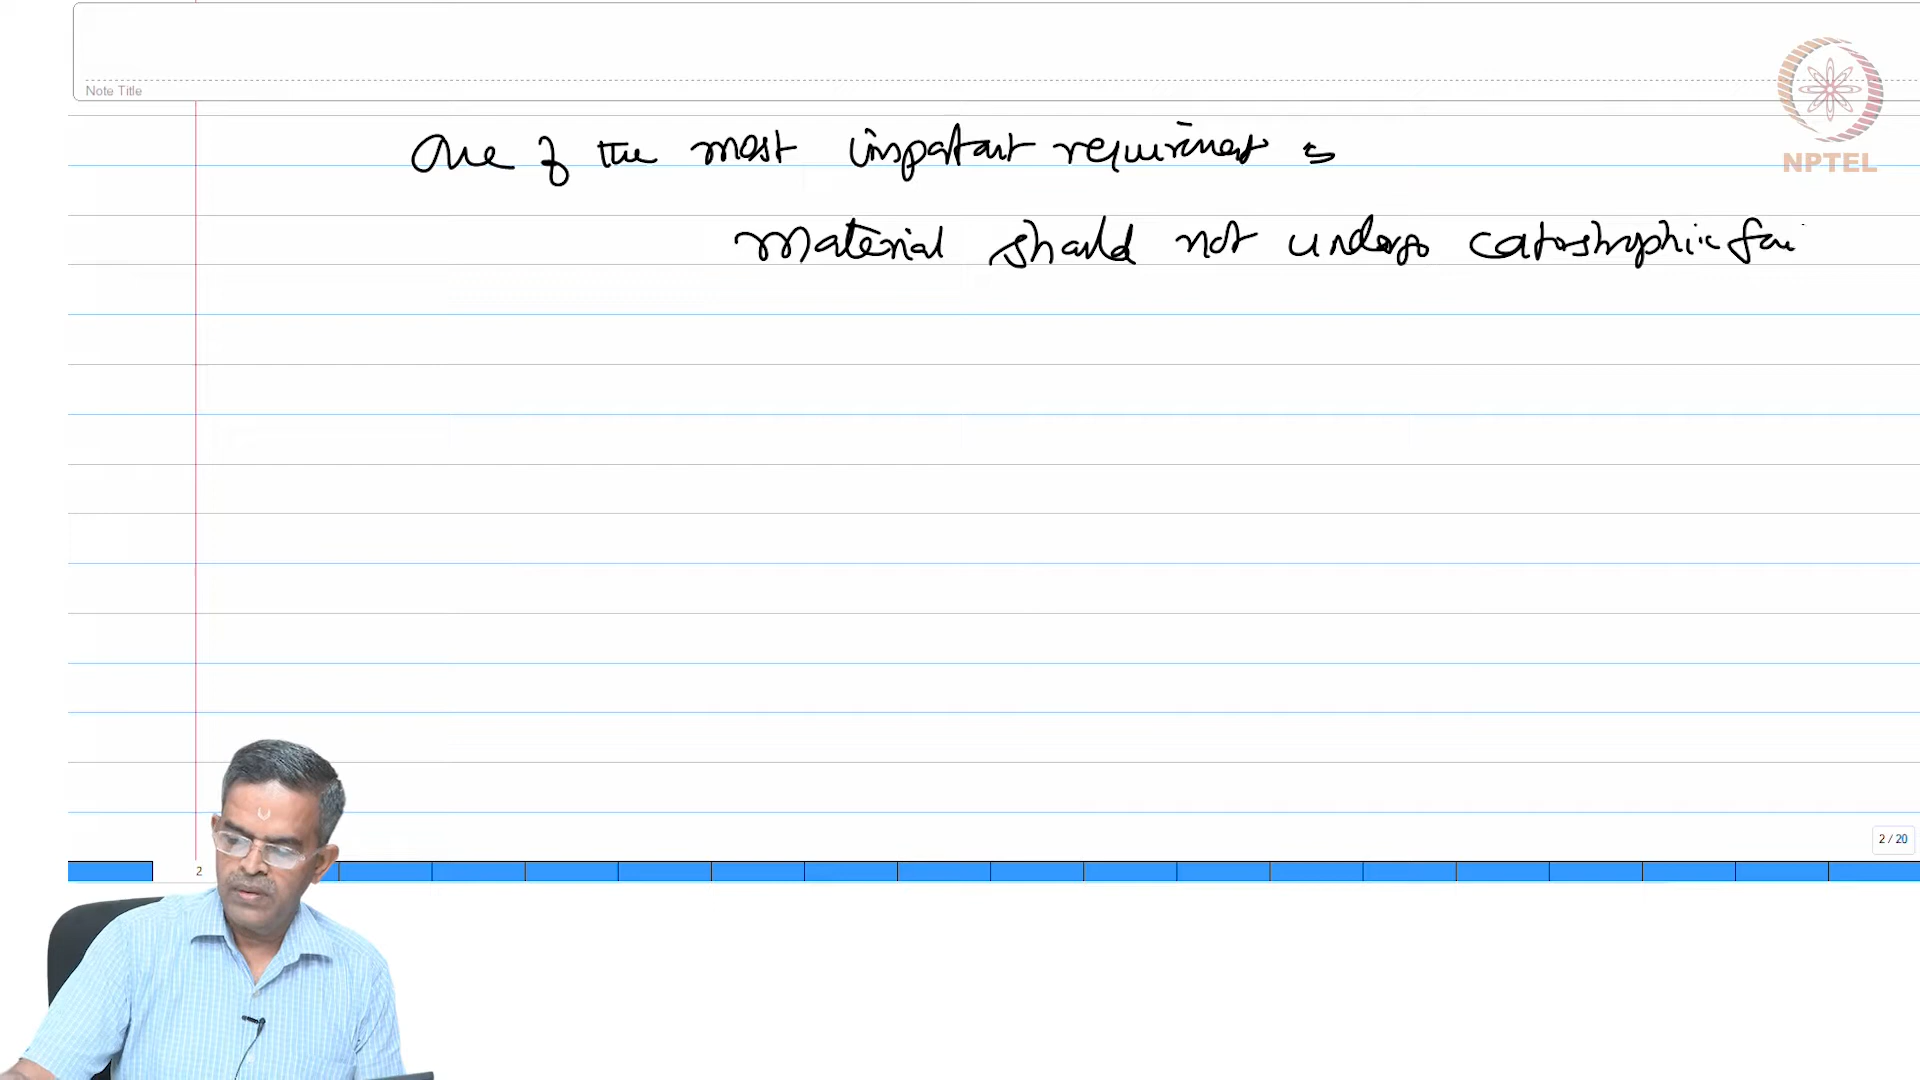 Note Title
NPTEL
One of the most important requirement is
material should not undergo catastrophic fai
2 / 20
2